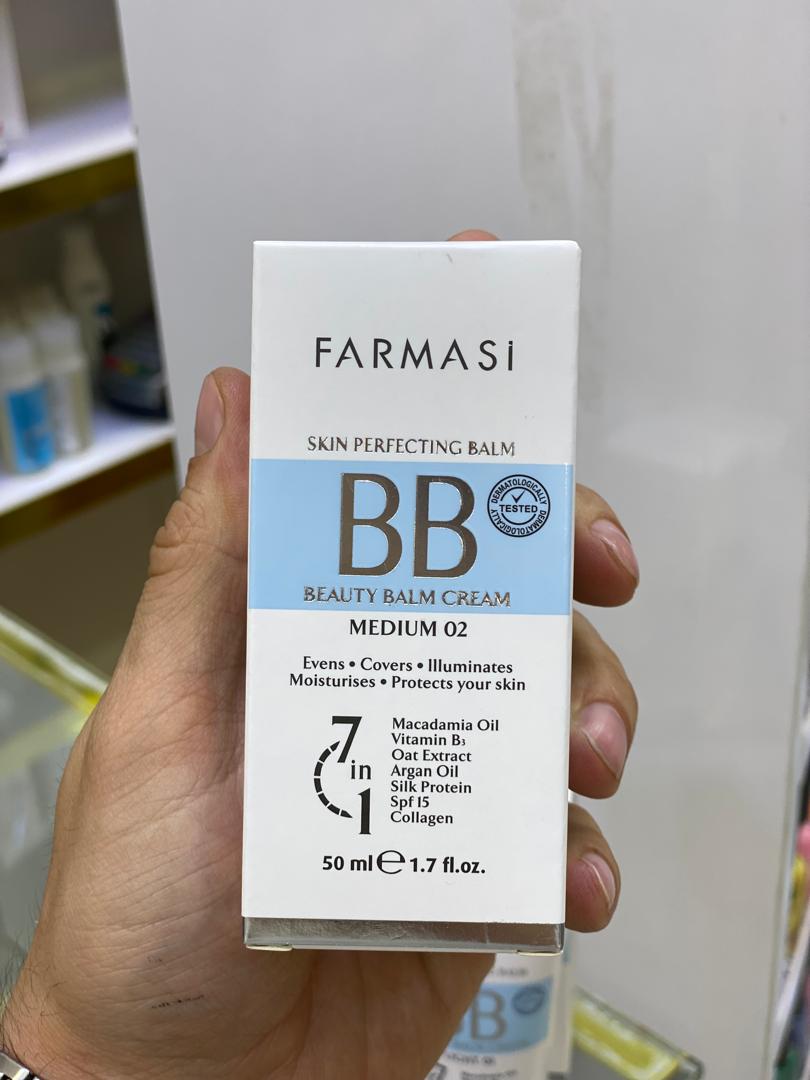 FARMASi
SKIN PERFECTING BALM
BB
DERMATOLOGICALLY
TESTED
DERMATOLOGICALLY
BEAUTY BALM CREAM
MEDIUM 02
Evens • Covers • Illuminates
Moisturises • Protects your skin
7 in 1
Macadamia Oil
Vitamin B₃
Oat Extract
Argan Oil
Silk Protein
Spf 15
Collagen
50 ml ℮ 1.7 fl.oz.
BB